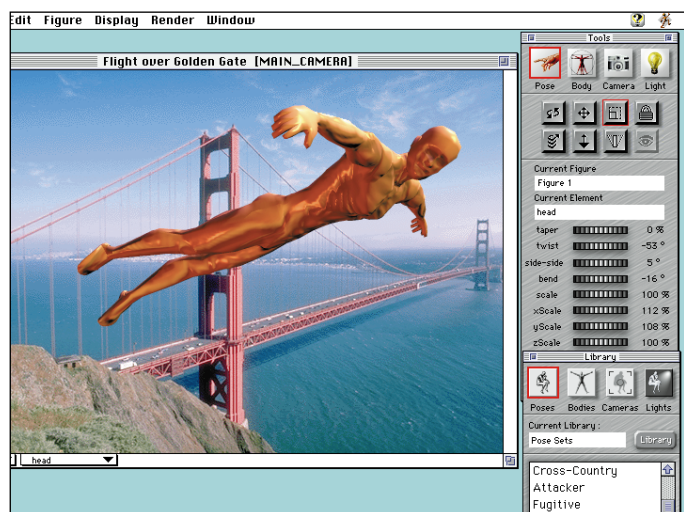 Edit Figure Display Render Window
Tools
Flight over Golden Gate [MAIN_CAMERA]
Pose Body Camera Light
Current Figure
Figure 1
Current Element
head
taper 0 %
twist -53 °
side-side 5 °
bend -16 °
scale 100 %
xScale 112 %
yScale 108 %
zScale 100 %
Library
Poses Bodies Cameras Lights
Current Library :
Pose Sets Library
head
Cross-Country
Attacker
Fugitive